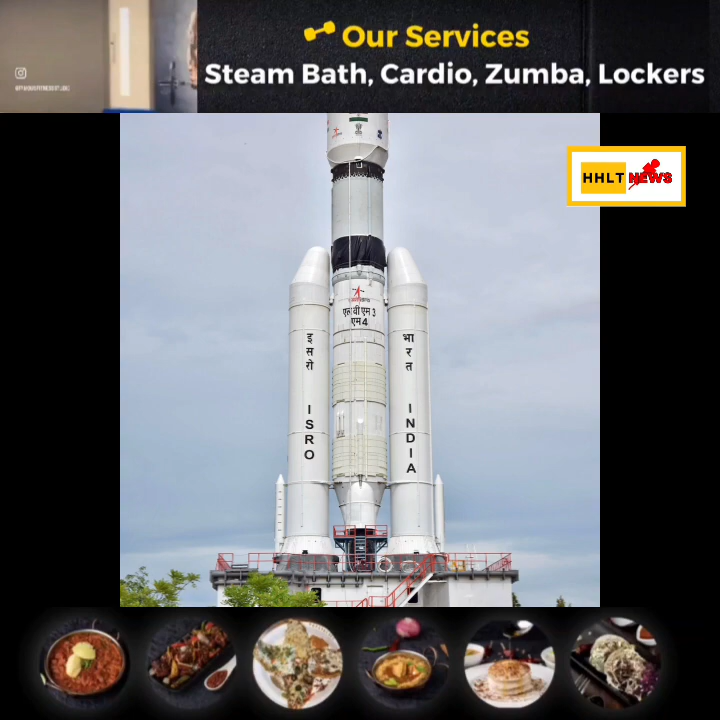 Our Services
Steam Bath, Cardio, Zumba, Lockers
HHLT NEWS
एलवीएम 3
एम4
इसरो
भारत
ISRO
INDIA